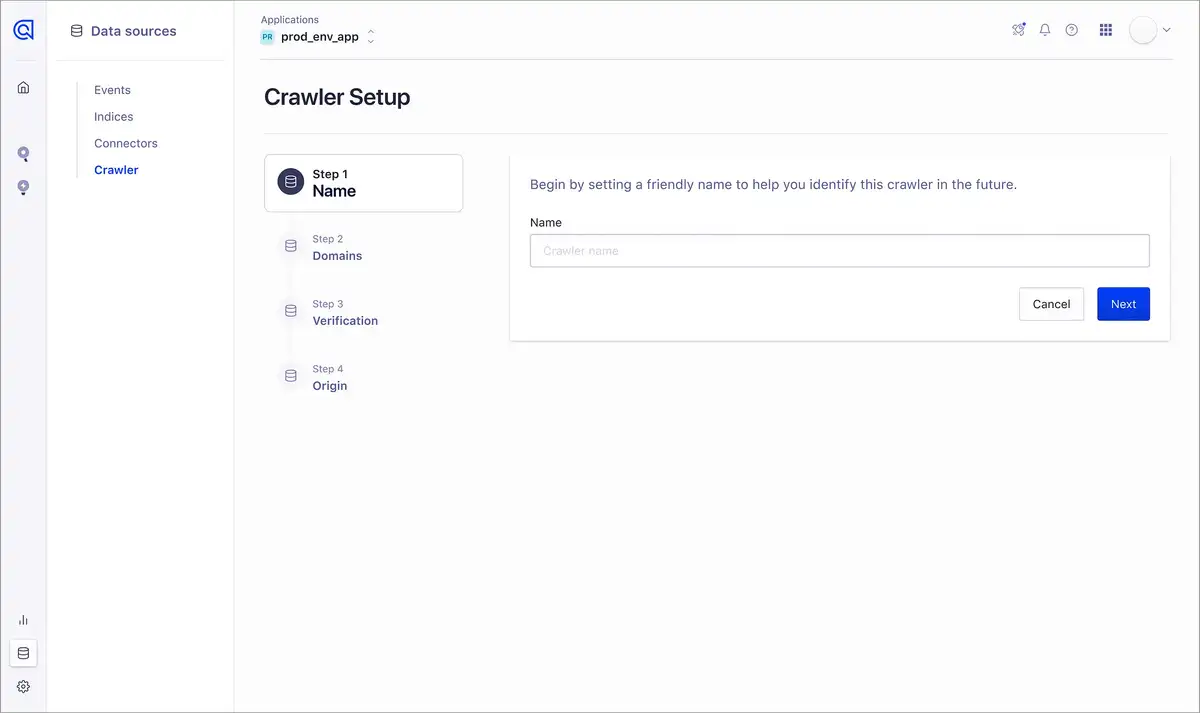 Data sources
Events
Indices
Connectors
Crawler
Applications
PR prod_env_app
Crawler Setup
Step 1
Name
Step 2
Domains
Step 3
Verification
Step 4
Origin
Begin by setting a friendly name to help you identify this crawler in the future.
Name
Crawler name
Cancel
Next